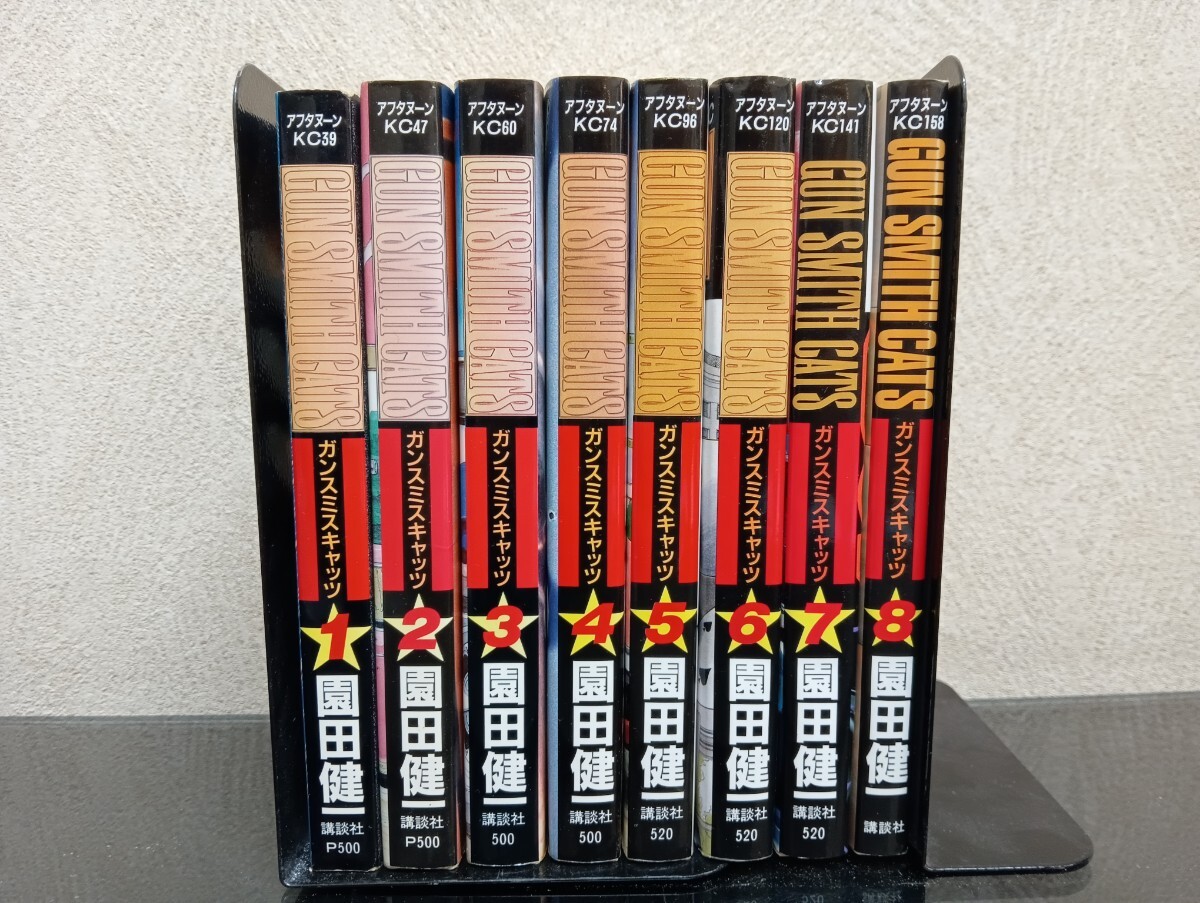 アフタヌーン
KC39
GUN SMITH CATS
ガンスミスキャッツ
1
園田健一
講談社
P500
アフタヌーン
KC47
GUN SMITH CATS
ガンスミスキャッツ
2
園田健一
講談社
P500
アフタヌーン
KC60
GUN SMITH CATS
ガンスミスキャッツ
3
園田健一
講談社
500
アフタヌーン
KC74
GUN SMITH CATS
ガンスミスキャッツ
4
園田健一
講談社
500
アフタヌーン
KC96
GUN SMITH CATS
ガンスミスキャッツ
5
園田健一
講談社
520
アフタヌーン
KC120
GUN SMITH CATS
ガンスミスキャッツ
6
園田健一
講談社
520
アフタヌーン
KC141
GUN SMITH CATS
ガンスミスキャッツ
7
園田健一
講談社
520
アフタヌーン
KC158
GUN SMITH CATS
ガンスミスキャッツ
8
園田健一
講談社